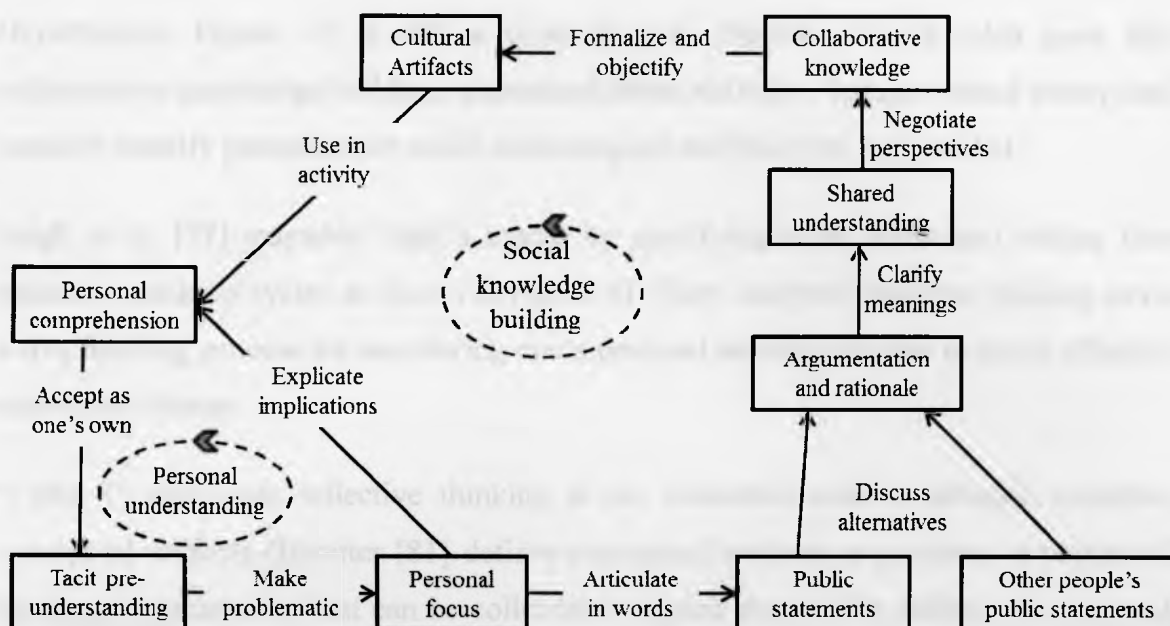 Cultural
Artifacts
Formalize and
objectify
Collaborative
knowledge
Use in
activity
Negotiate
perspectives
Shared
understanding
Social
knowledge
building
Clarify
meanings
Personal
comprehension
Argumentation
and rationale
Accept as
one's own
Explicate
implications
Personal
understanding
Discuss
alternatives
Tacit pre-
understanding
Make
problematic
Personal
focus
Articulate
in words
Public
statements
Other people's
public statements